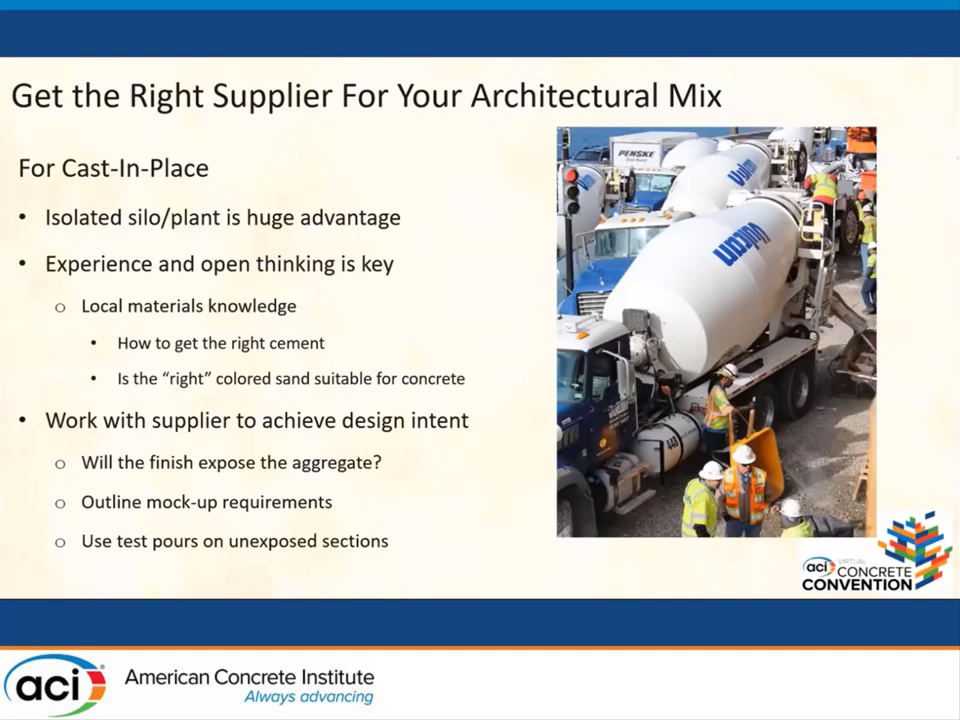 Get the Right Supplier For Your Architectural Mix
For Cast-In-Place
• Isolated silo/plant is huge advantage
• Experience and open thinking is key
o Local materials knowledge
• How to get the right cement
• Is the “right” colored sand suitable for concrete
• Work with supplier to achieve design intent
o Will the finish expose the aggregate?
o Outline mock-up requirements
o Use test pours on unexposed sections
PENSKE
Vulcan
Vulcan
448
aci VIRTUAL
CONCRETE
CONVENTION
aci®
American Concrete Institute
Always advancing